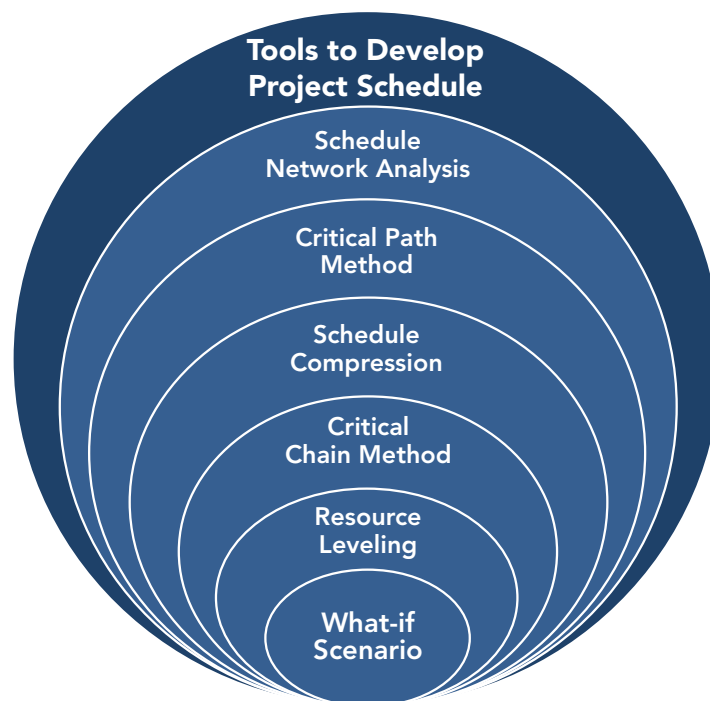 Tools to Develop
Project Schedule
Schedule
Network Analysis
Critical Path
Method
Schedule
Compression
Critical
Chain Method
Resource
Leveling
What-if
Scenario